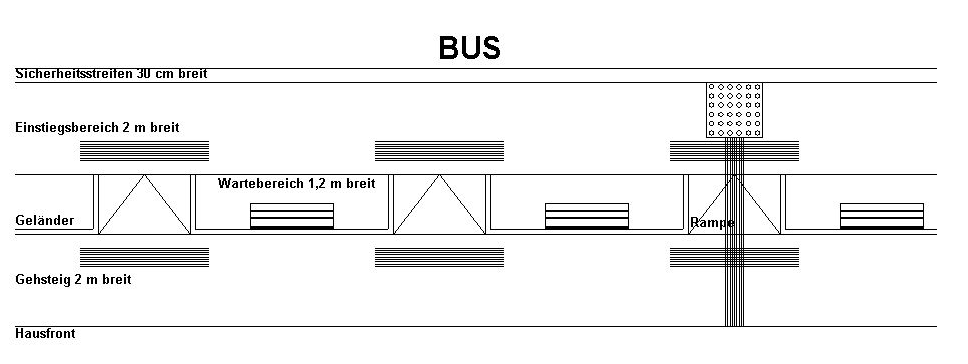 BUS
Sicherheitsstreifen 30 cm breit
Einstiegsbereich 2 m breit
Wartebereich 1,2 m breit
Geländer
Rampe
Gehsteig 2 m breit
Hausfront